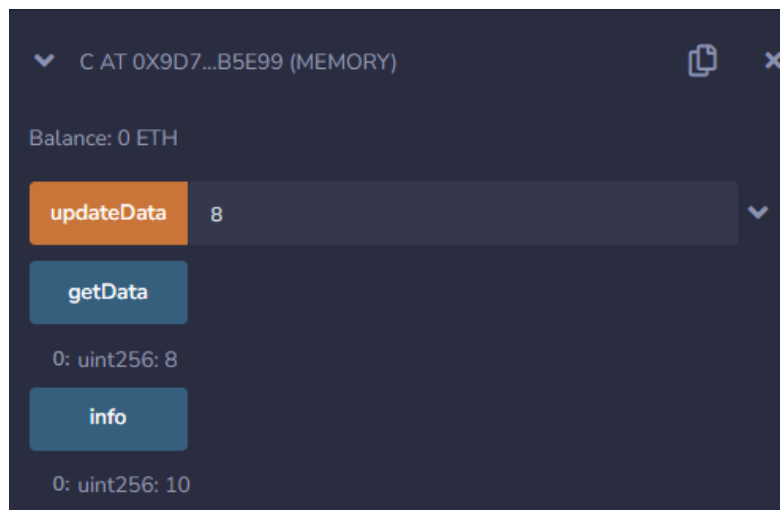 C AT 0X9D7...B5E99 (MEMORY)
Balance: 0 ETH
updateData 8
getData
0: uint256: 8
info
0: uint256: 10